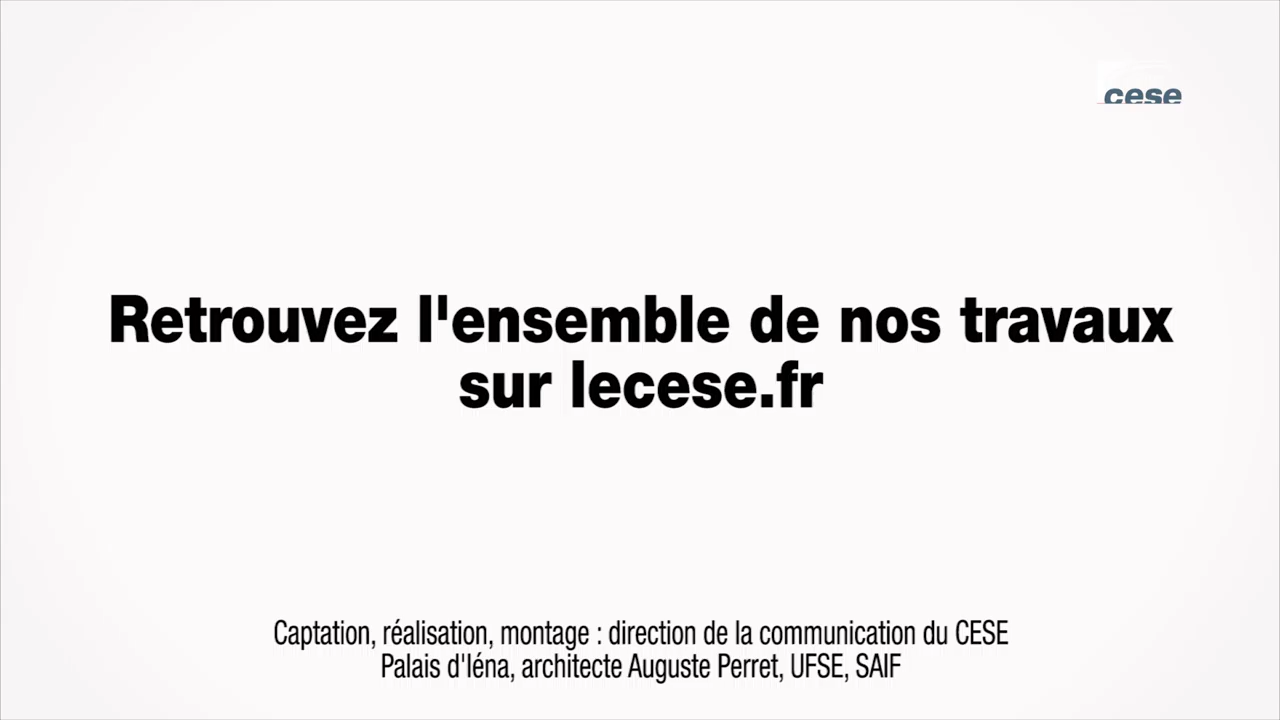 cese
Retrouvez l'ensemble de nos travaux
sur lecese.fr
Captation, réalisation, montage : direction de la communication du CESE
Palais d'Iéna, architecte Auguste Perret, UFSE, SAIF